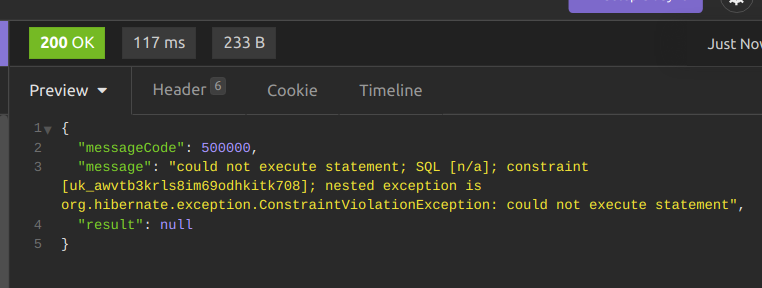 200 OK 117 ms 233 B Just Nov
Preview Header 6 Cookie Timeline
1 {
2 "messageCode": 500000,
3 "message": "could not execute statement; SQL [n/a]; constraint
[uk_awvtb3krls8im69odhkitk708]; nested exception is
org.hibernate.exception.ConstraintViolationException: could not execute statement",
4 "result": null
5 }